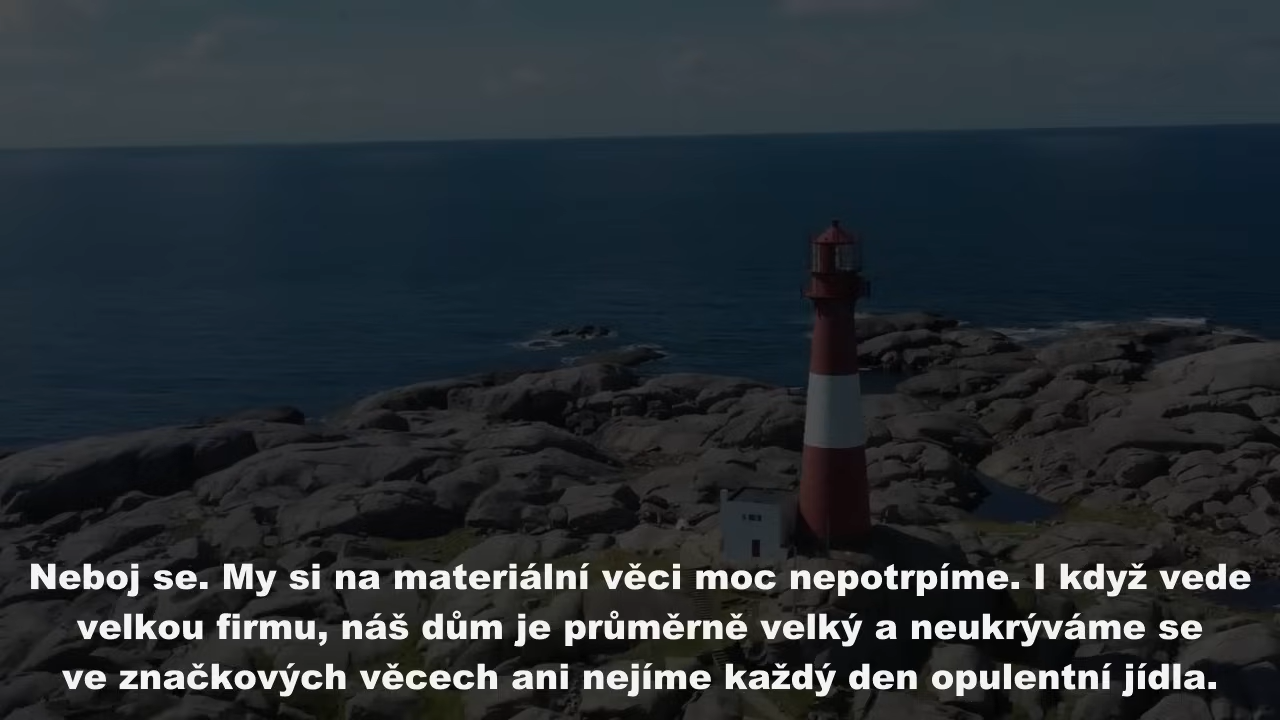 Neboj se. My si na materiální věci moc nepotrpíme. I když vede
velkou firmu, náš dům je průměrně velký a neukrýváme se
ve značkových věcech ani nejíme každý den opulentní jídla.